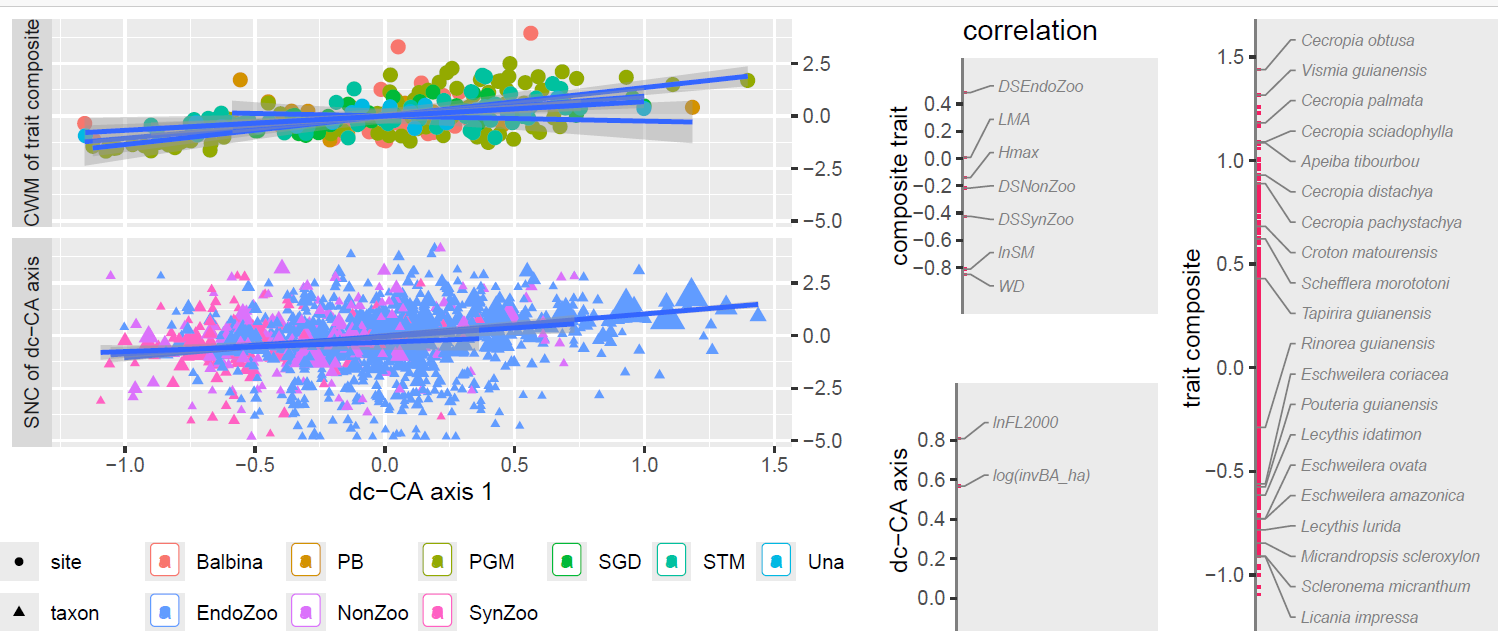 CWM of trait composite
2.5
0.0
−2.5
−5.0
SNC of dc−CA axis
2.5
0.0
−2.5
−5.0
−1.0 −0.5 0.0 0.5 1.0 1.5
dc−CA axis 1
site Balbina PB PGM SGD STM Una
taxon EndoZoo NonZoo SynZoo
correlation
composite trait
0.4
0.2
0.0
−0.2
−0.4
−0.6
−0.8
DSEndoZoo
LMA
Hmax
DSNonZoo
DSSynZoo
lnSM
WD
dc−CA axis
0.8
0.6
0.4
0.2
0.0
lnFL2000
log(invBA_ha)
trait composite
1.5
1.0
0.5
0.0
−0.5
−1.0
Cecropia obtusa
Vismia guianensis
Cecropia palmata
Cecropia sciadophylla
Apeiba tibourbou
Cecropia distachya
Cecropia pachystachya
Croton matourensis
Schefflera morototoni
Tapirira guianensis
Rinorea guianensis
Eschweilera coriacea
Pouteria guianensis
Lecythis idatimon
Eschweilera ovata
Eschweilera amazonica
Lecythis lurida
Micrandropsis scleroxylon
Scleronema micranthum
Licania impressa